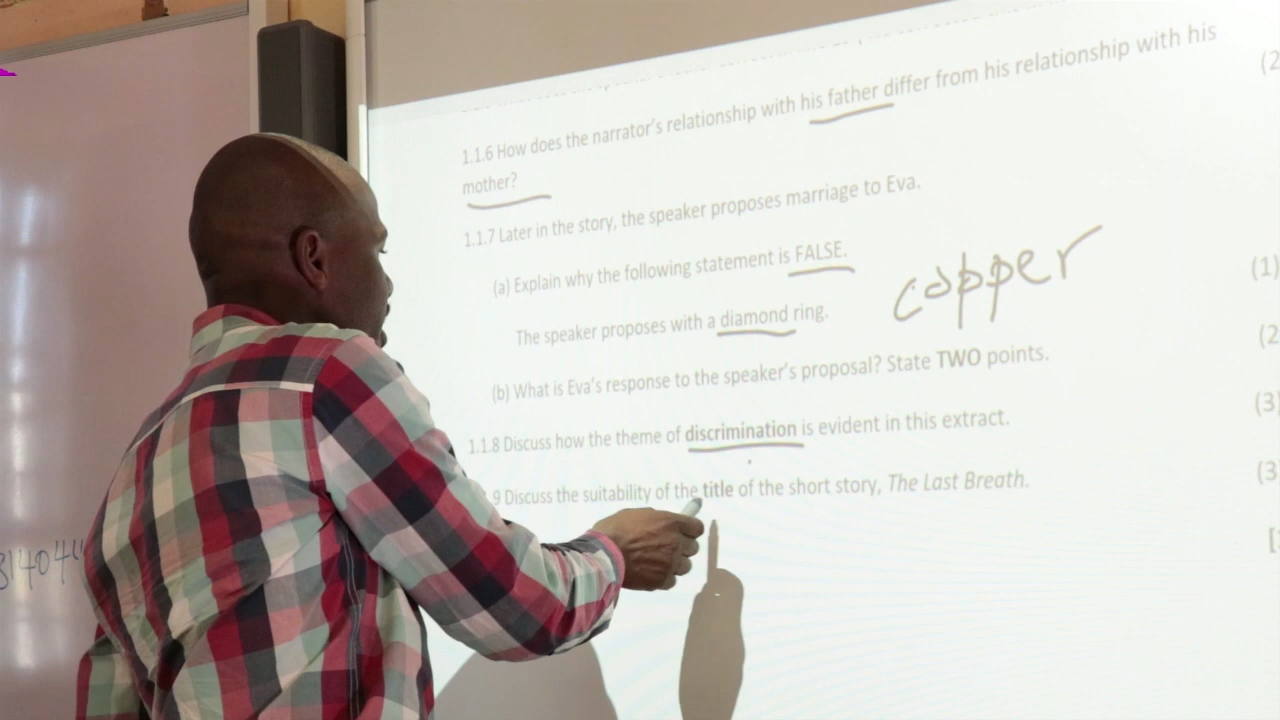 (2
1.1.6 How does the narrator's relationship with his father differ from his relationship with his
mother?
1.1.7 Later in the story, the speaker proposes marriage to Eva.
(a) Explain why the following statement is FALSE.
copper
(1)
The speaker proposes with a diamond ring.
(2
(b) What is Eva's response to the speaker's proposal? State TWO points.
(3)
1.1.8 Discuss how the theme of discrimination is evident in this extract.
(3)
9 Discuss the suitability of the title of the short story, The Last Breath.
[